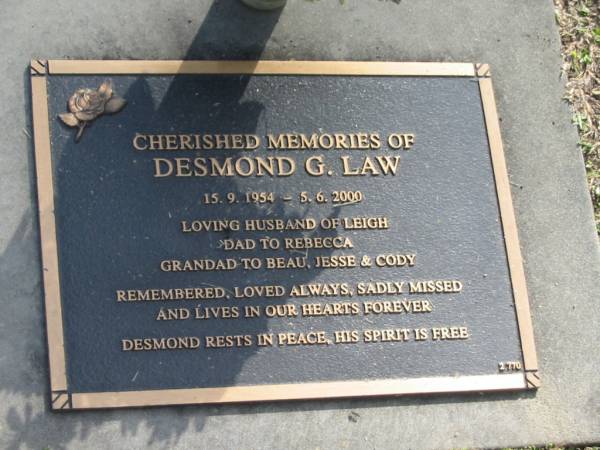 CHERISHED MEMORIES OF
DESMOND G. LAW
15. 9. 1954 – 5. 6. 2000
LOVING HUSBAND OF LEIGH
DAD TO REBECCA
GRANDAD TO BEAU, JESSE & CODY
REMEMBERED, LOVED ALWAYS, SADLY MISSED
AND LIVES IN OUR HEARTS FOREVER
DESMOND RESTS IN PEACE, HIS SPIRIT IS FREE
2.770